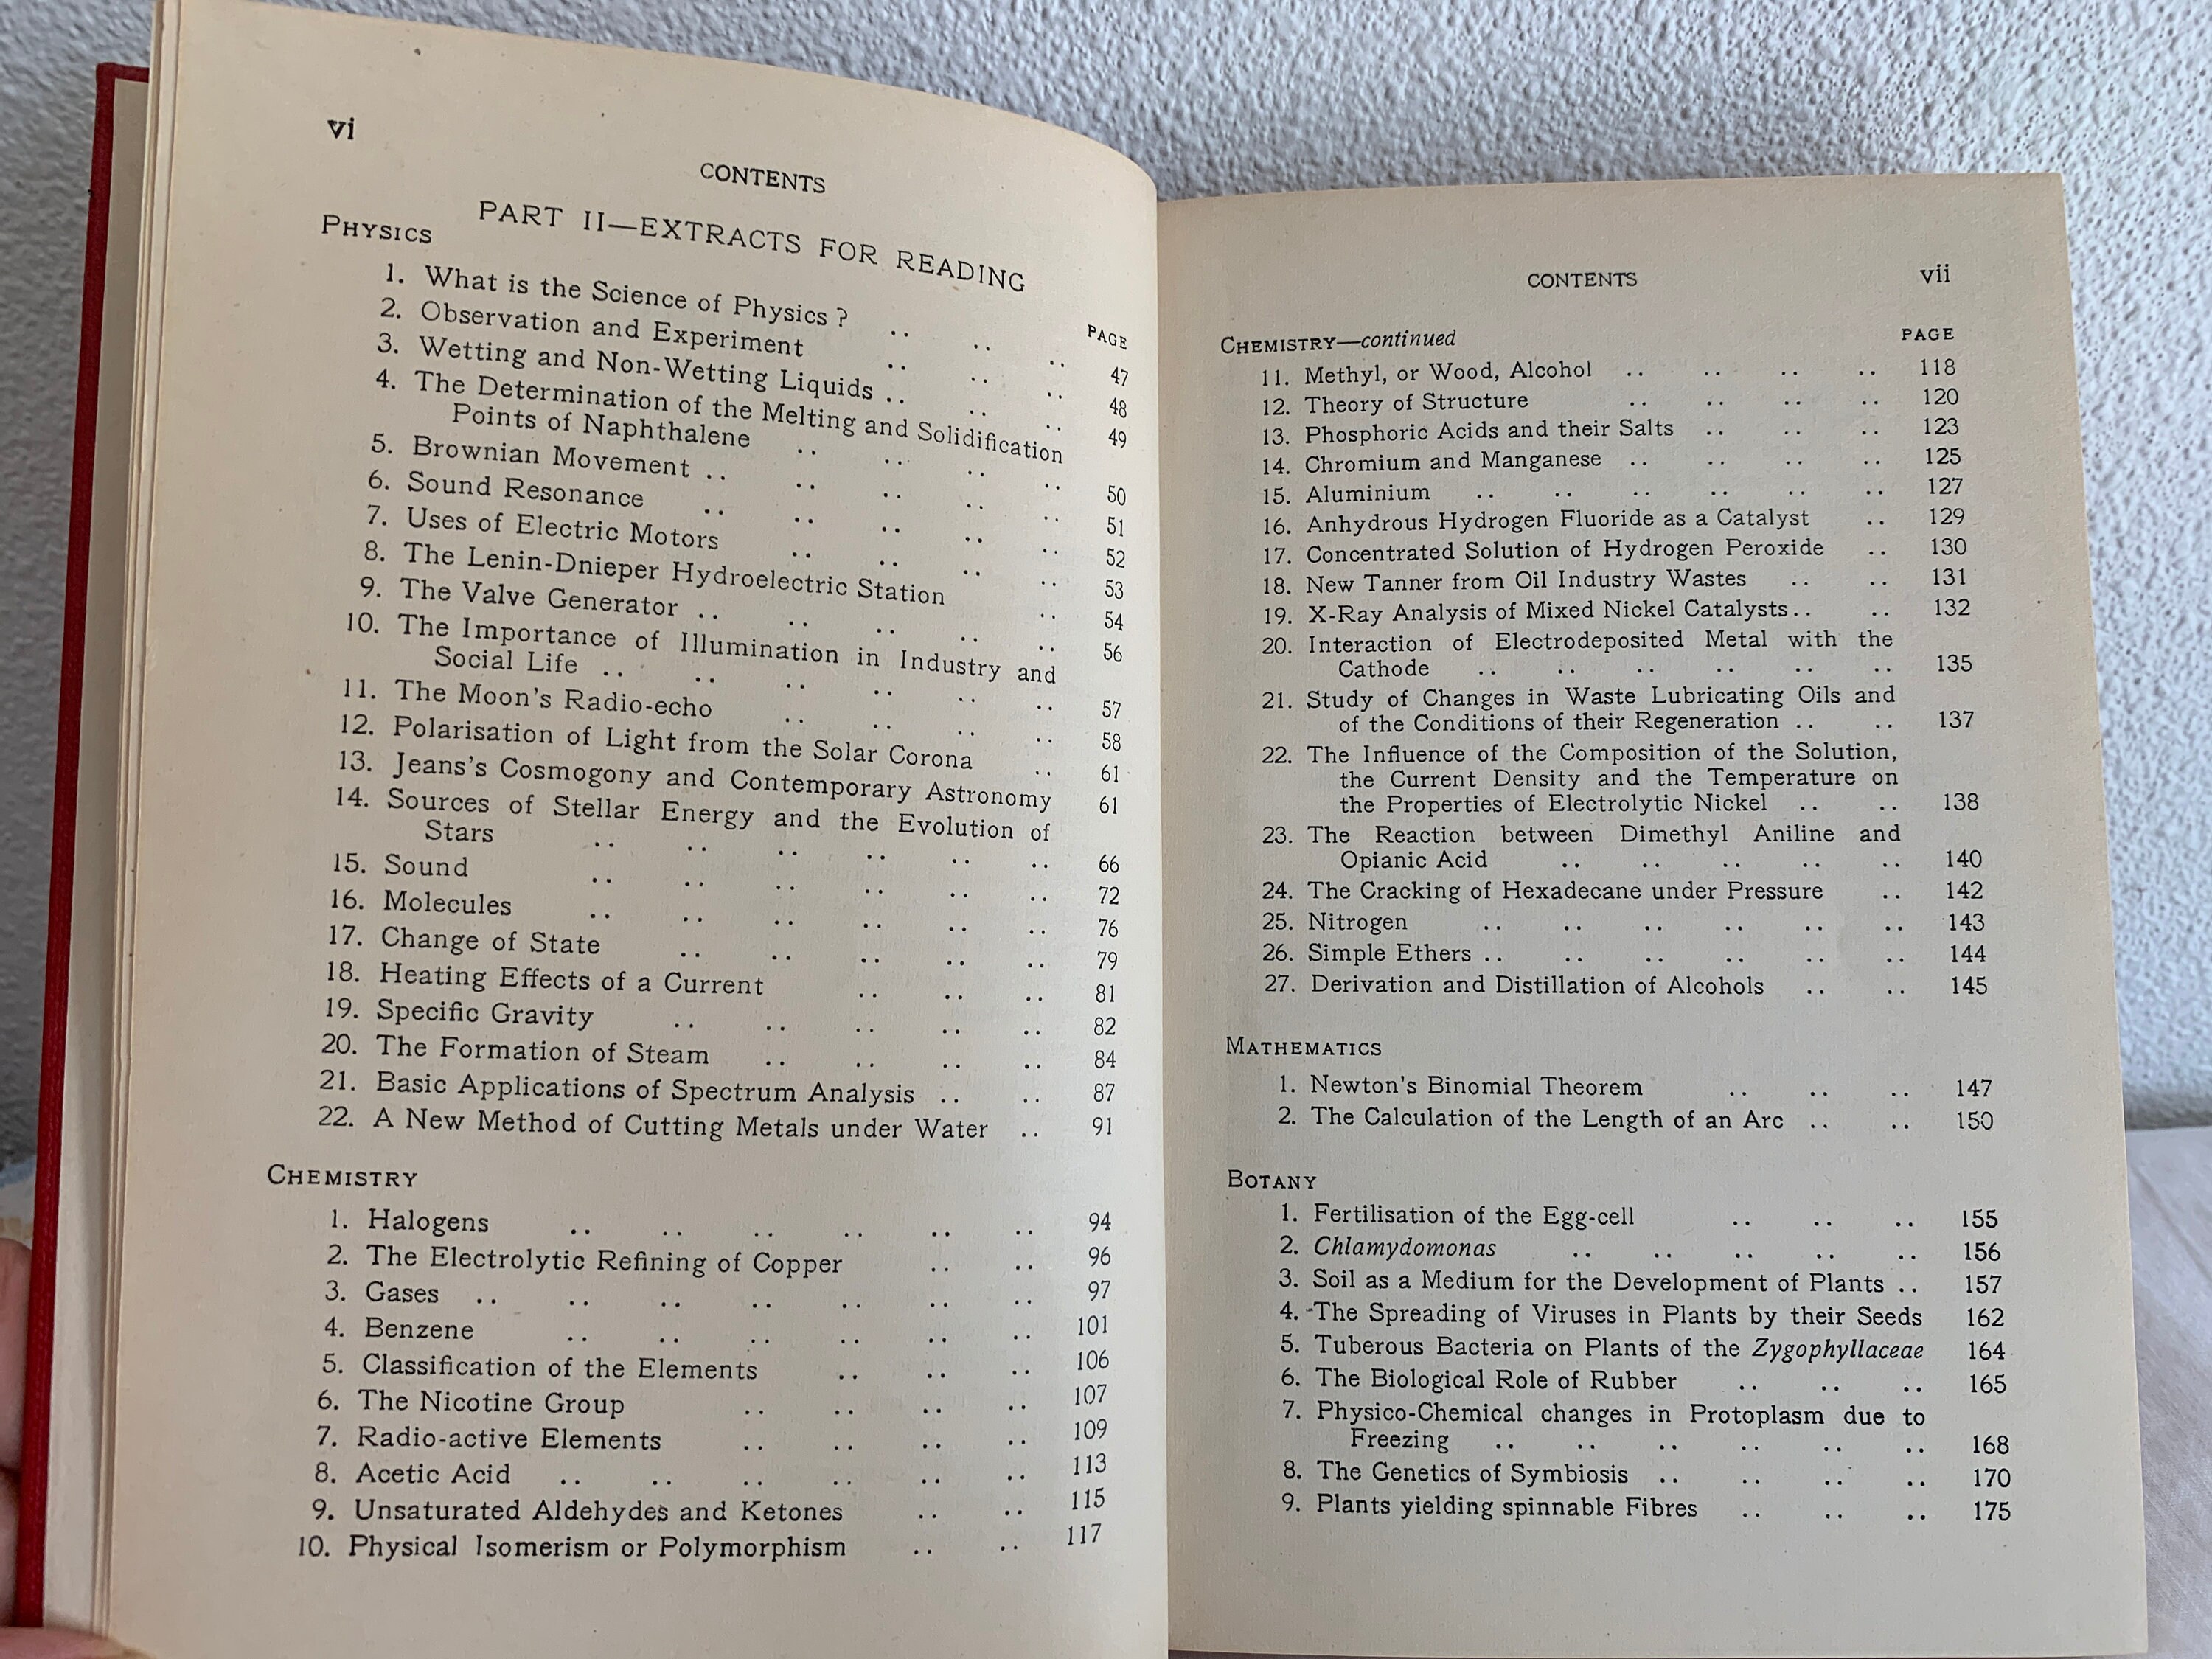 vi
CONTENTS
PART II—EXTRACTS FOR READING
PHYSICS
PAGE
1. What is the Science of Physics ? .. .. .. 47
2. Observation and Experiment .. .. .. 48
3. Wetting and Non-Wetting Liquids .. .. .. 49
4. The Determination of the Melting and Solidification
Points of Naphthalene .. .. .. .. 50
5. Brownian Movement .. .. .. .. .. 51
6. Sound Resonance .. .. .. .. .. 52
7. Uses of Electric Motors .. .. .. .. 53
8. The Lenin-Dnieper Hydroelectric Station .. 54
9. The Valve Generator .. .. .. .. .. 56
10. The Importance of Illumination in Industry and
Social Life .. .. .. .. .. .. 57
11. The Moon's Radio-echo .. .. .. .. 58
12. Polarisation of Light from the Solar Corona .. 61
13. Jeans's Cosmogony and Contemporary Astronomy 61
14. Sources of Stellar Energy and the Evolution of
Stars .. .. .. .. .. .. 66
15. Sound .. .. .. .. .. .. 72
16. Molecules .. .. .. .. .. .. 76
17. Change of State .. .. .. .. .. 79
18. Heating Effects of a Current .. .. .. 81
19. Specific Gravity .. .. .. .. .. 82
20. The Formation of Steam .. .. .. .. 84
21. Basic Applications of Spectrum Analysis .. .. 87
22. A New Method of Cutting Metals under Water .. 91
CHEMISTRY
1. Halogens .. .. .. .. .. .. 94
2. The Electrolytic Refining of Copper .. .. 96
3. Gases .. .. .. .. .. .. .. 97
4. Benzene .. .. .. .. .. .. 101
5. Classification of the Elements .. .. .. 106
6. The Nicotine Group .. .. .. .. 107
7. Radio-active Elements .. .. .. .. 109
8. Acetic Acid .. .. .. .. .. .. 113
9. Unsaturated Aldehydes and Ketones .. .. 115
10. Physical Isomerism or Polymorphism .. .. 117
CONTENTS vii
CHEMISTRY—continued PAGE
11. Methyl, or Wood, Alcohol .. .. .. .. 118
12. Theory of Structure .. .. .. .. 120
13. Phosphoric Acids and their Salts .. .. .. 123
14. Chromium and Manganese .. .. .. .. 125
15. Aluminium .. .. .. .. .. .. 127
16. Anhydrous Hydrogen Fluoride as a Catalyst .. 129
17. Concentrated Solution of Hydrogen Peroxide .. 130
18. New Tanner from Oil Industry Wastes .. .. 131
19. X-Ray Analysis of Mixed Nickel Catalysts .. .. 132
20. Interaction of Electrodeposited Metal with the
Cathode .. .. .. .. .. .. 135
21. Study of Changes in Waste Lubricating Oils and
of the Conditions of their Regeneration .. .. 137
22. The Influence of the Composition of the Solution,
the Current Density and the Temperature on
the Properties of Electrolytic Nickel .. .. 138
23. The Reaction between Dimethyl Aniline and
Opianic Acid .. .. .. .. .. 140
24. The Cracking of Hexadecane under Pressure .. 142
25. Nitrogen .. .. .. .. .. .. 143
26. Simple Ethers .. .. .. .. .. .. 144
27. Derivation and Distillation of Alcohols .. .. 145
MATHEMATICS
1. Newton's Binomial Theorem .. .. .. 147
2. The Calculation of the Length of an Arc .. .. 150
BOTANY
1. Fertilisation of the Egg-cell .. .. .. 155
2. Chlamydomonas .. .. .. .. .. 156
3. Soil as a Medium for the Development of Plants .. 157
4. The Spreading of Viruses in Plants by their Seeds 162
5. Tuberous Bacteria on Plants of the Zygophyllaceae 164
6. The Biological Role of Rubber .. .. .. 165
7. Physico-Chemical changes in Protoplasm due to
Freezing .. .. .. .. .. .. 168
8. The Genetics of Symbiosis .. .. .. .. 170
9. Plants yielding spinnable Fibres .. .. .. 175